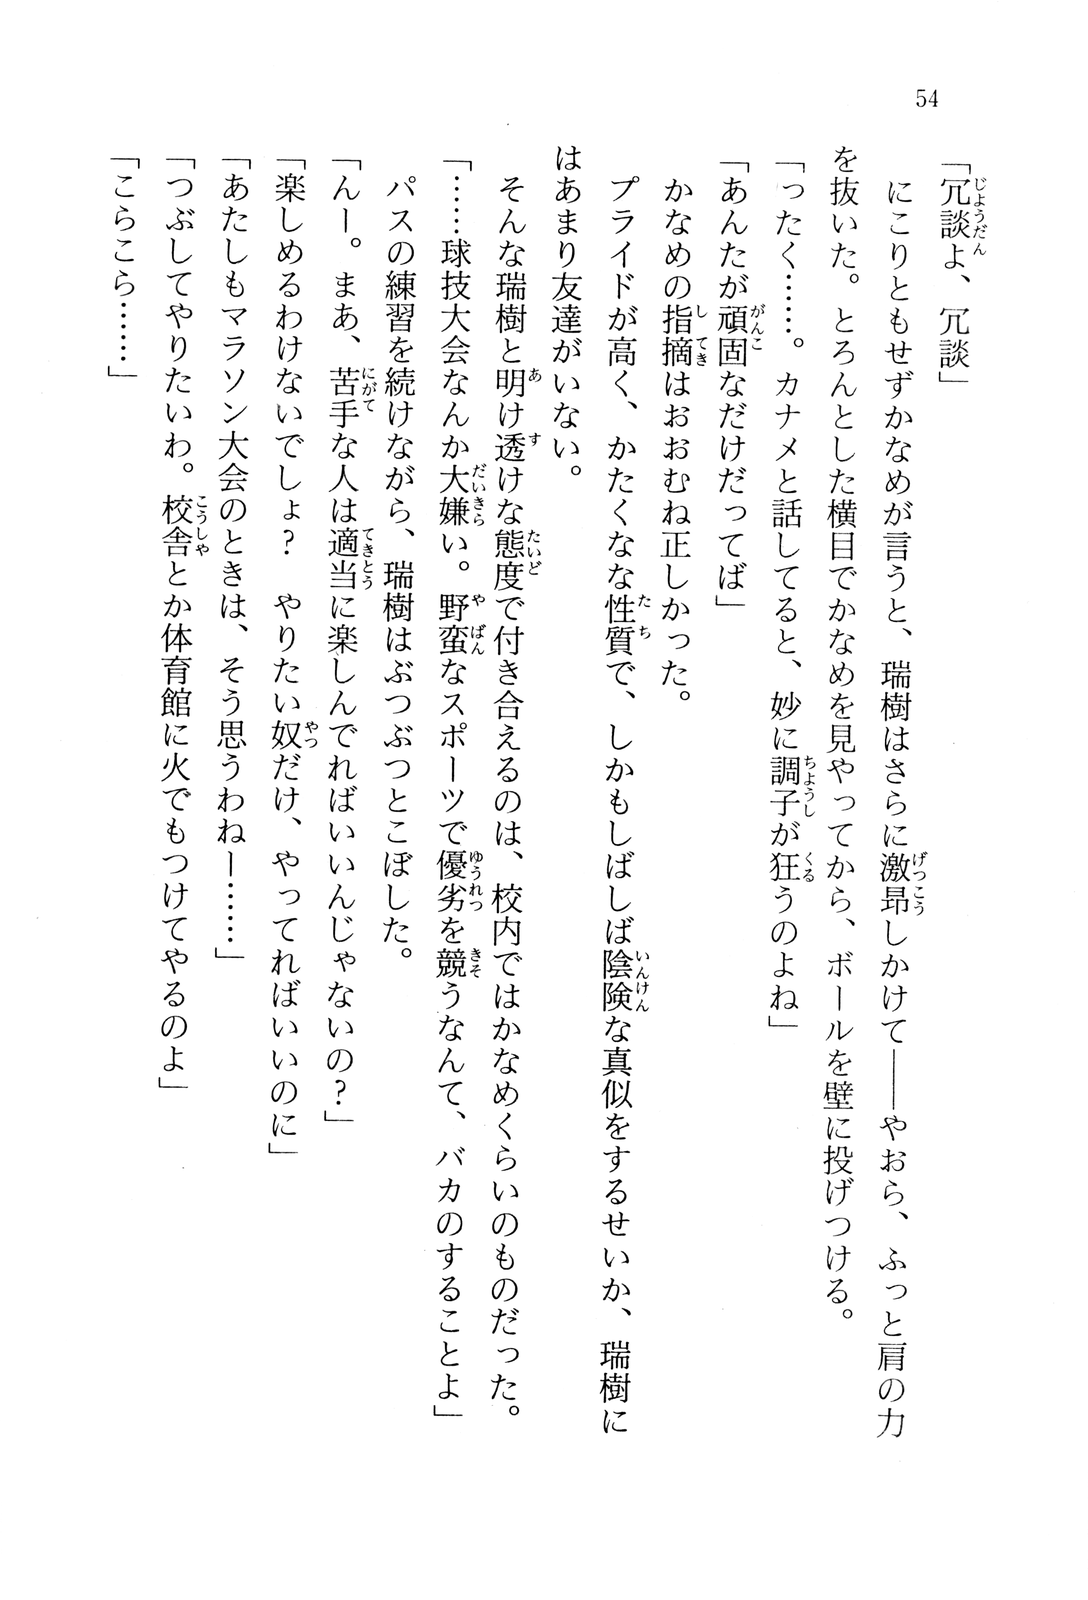 54
「冗談よ、冗談」
にこりともせずかなめが言うと、瑞樹はさらに激昂しかけて――やおら、ふっと肩の力
を抜いた。とろんとした横目でかなめを見やってから、ボールを壁に投げつける。
「ったく……。カナメと話してると、妙に調子が狂うのよね」
「あんたが頑固なだけだってば」
かなめの指摘はおおむね正しかった。
プライドが高く、かたくなな性質で、しかもしばしば陰険な真似をするせいか、瑞樹に
はあまり友達がいない。
そんな瑞樹と明け透けな態度で付き合えるのは、校内ではかなめくらいのものだった。
「……球技大会なんか大嫌い。野蛮なスポーツで優劣を競うなんて、バカのすることよ」
パスの練習を続けながら、瑞樹はぶつぶつとこぼした。
「んー。まあ、苦手な人は適当に楽しんでればいいんじゃないの？」
「楽しめるわけないでしょ？　やりたい奴だけ、やってればいいのに」
「あたしもマラソン大会のときは、そう思うわねー……」
「つぶしてやりたいわ。校舎とか体育館に火でもつけてやるのよ」
「こらこら……」